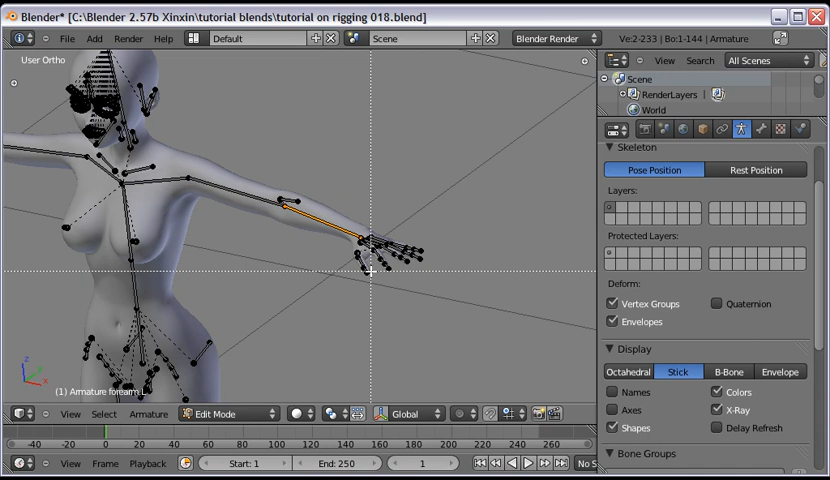 Blender* [C:\Blender 2.57b Xinxin\tutorial blends\tutorial on rigging 018.blend]
File Add Render Help Default Scene Blender Render Ve:2-233 | Bo:1-144 | Armature
User Ortho
View Search All Scenes
Scene
RenderLayers |
World
Skeleton
Pose Position Rest Position
Layers:
Protected Layers:
Deform:
Vertex Groups Quaternion
Envelopes
Display
Octahedral Stick B-Bone Envelope
Names Colors
Axes X-Ray
Shapes Delay Refresh
Bone Groups
z
x
(1) Armature forearm.L
View Select Armature Edit Mode Global
-40 -20 0 20 40 60 80 100 120 140 160 180 200 220 240 260
View Frame Playback Start: 1 End: 250 1 No S